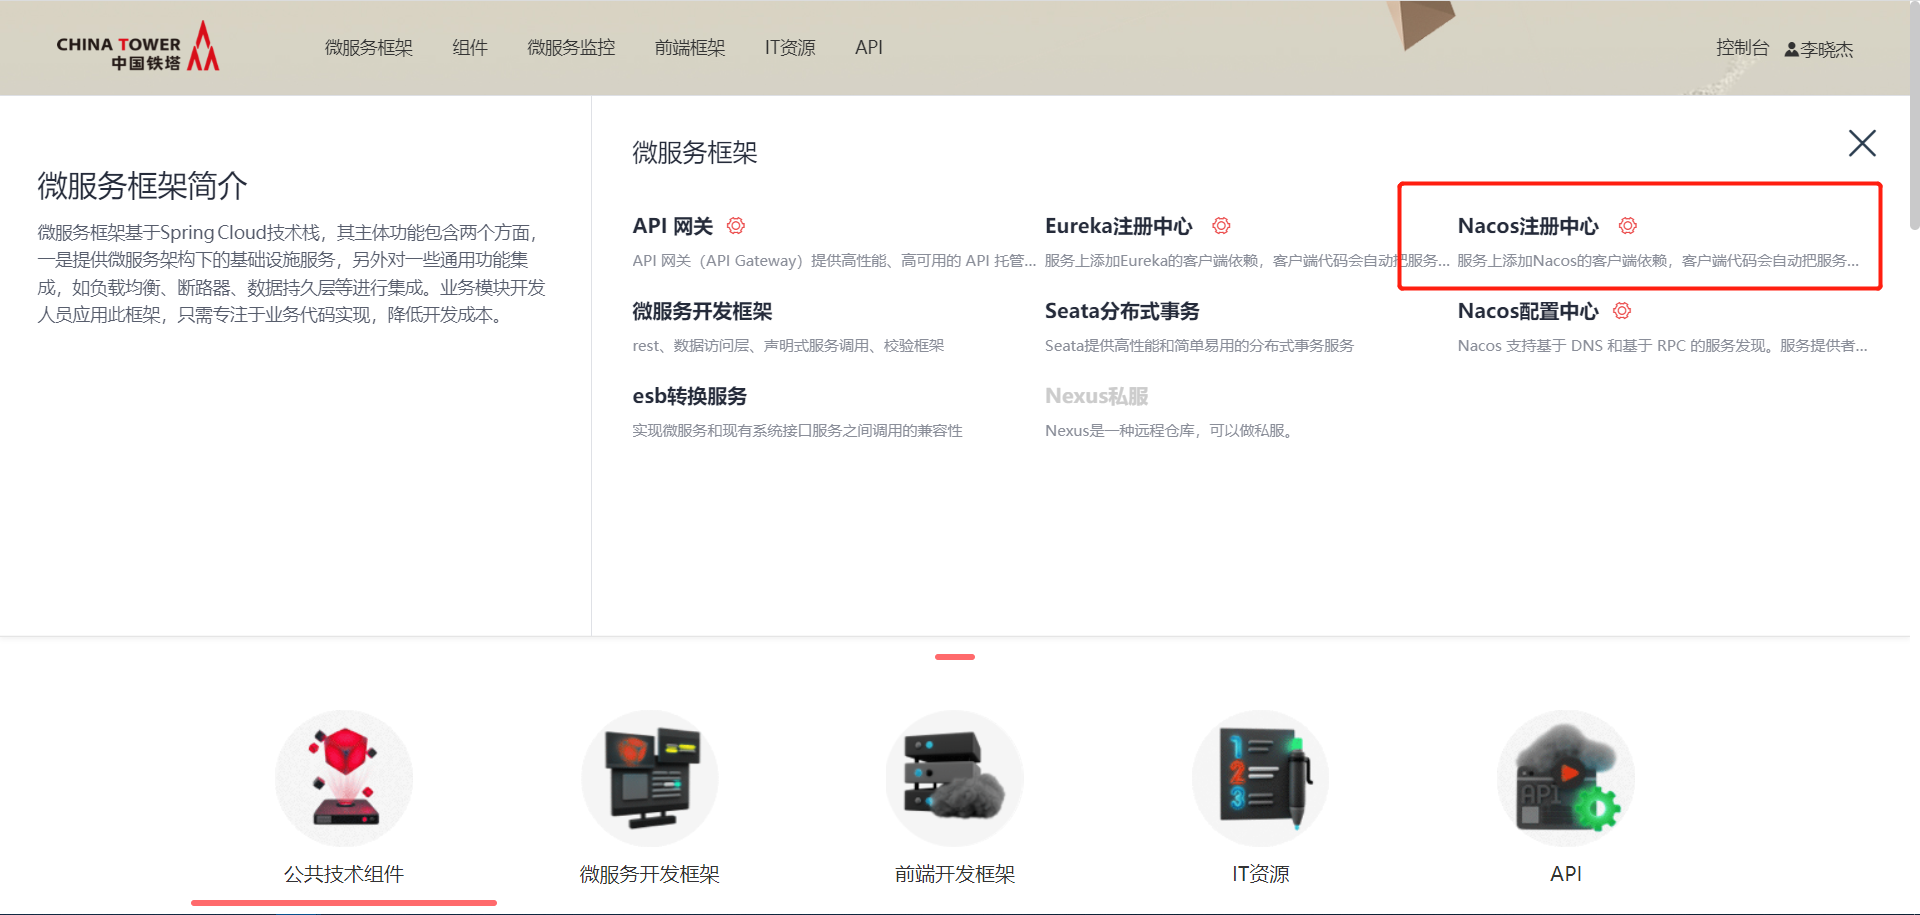 CHINA TOWER
中国铁塔
微服务框架
组件
微服务监控
前端框架
IT资源
API
控制台
李晓杰
微服务框架简介
微服务框架基于Spring Cloud技术栈，其主体功能包含两个方面，
一是提供微服务架构下的基础设施服务，另外对一些通用功能集
成，如负载均衡、断路器、数据持久层等进行集成。业务模块开发
人员应用此框架，只需专注于业务代码实现，降低开发成本。
微服务框架
API 网关
API 网关（API Gateway）提供高性能、高可用的 API 托管...
Eureka注册中心
服务上添加Eureka的客户端依赖，客户端代码会自动把服务...
Nacos注册中心
服务上添加Nacos的客户端依赖，客户端代码会自动把服务...
微服务开发框架
rest、数据访问层、声明式服务调用、校验框架
Seata分布式事务
Seata提供高性能和简单易用的分布式事务服务
Nacos配置中心
Nacos 支持基于 DNS 和基于 RPC 的服务发现。服务提供者...
esb转换服务
实现微服务和现有系统接口服务之间调用的兼容性
Nexus私服
Nexus是一种远程仓库，可以做私服。
1
2
3
API
公共技术组件
微服务开发框架
前端开发框架
IT资源
API